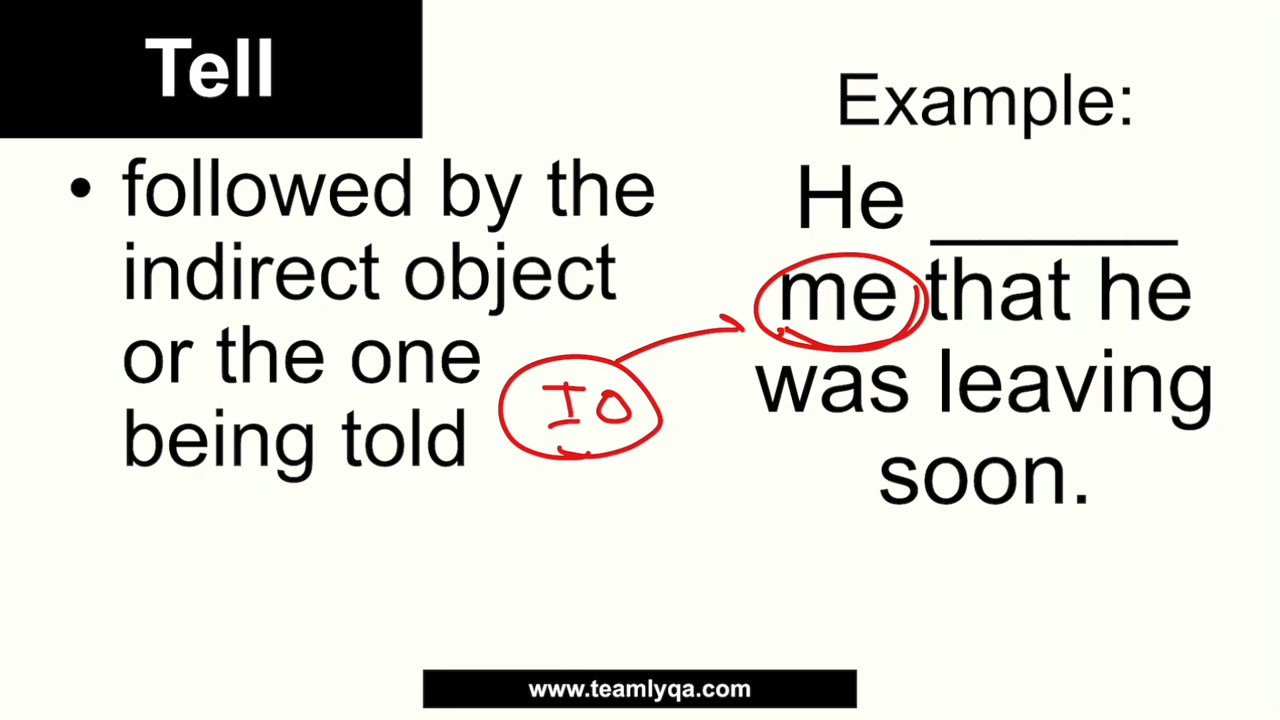 Tell
• followed by the
indirect object
or the one
being told
IO
Example:
He ______
me that he
was leaving
soon.
www.teamlyqa.com